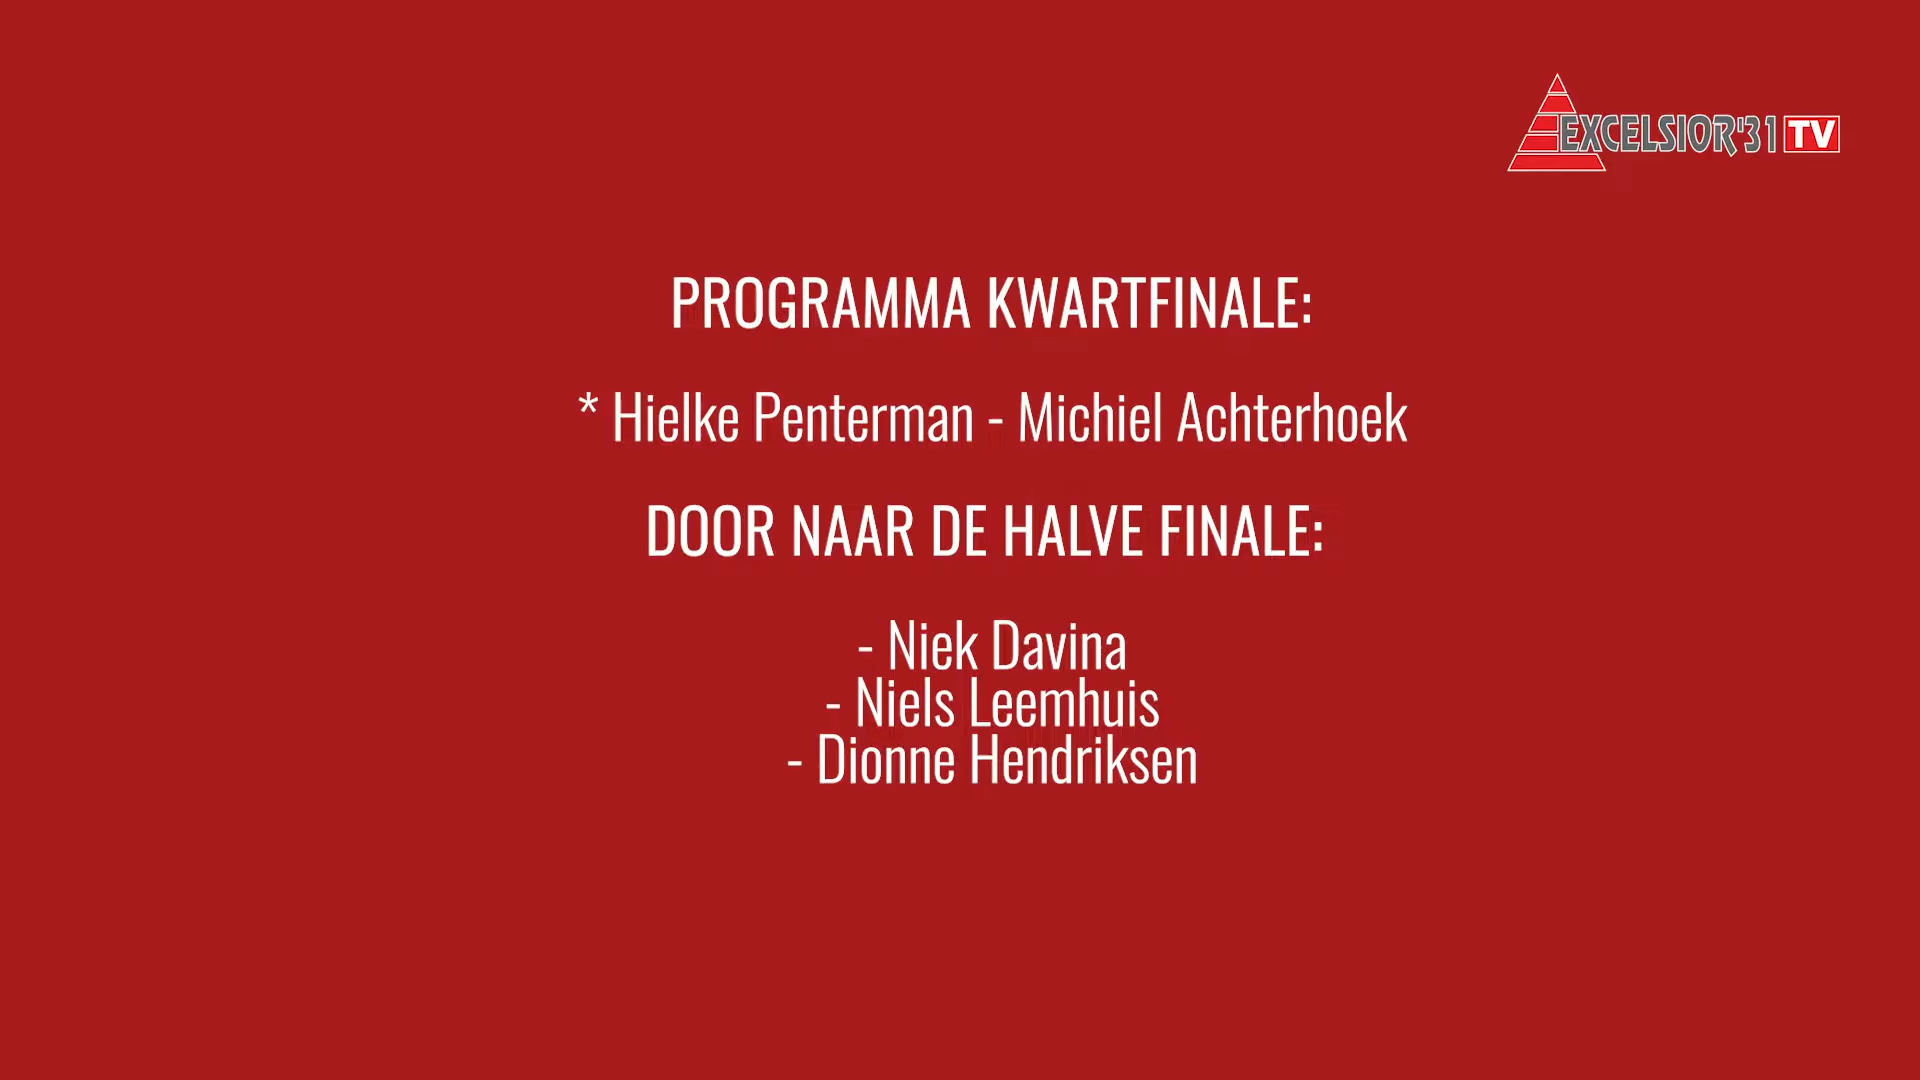 EXCELSIOR'31 TV
PROGRAMMA KWARTFINALE:
* Hielke Penterman - Michiel Achterhoek
DOOR NAAR DE HALVE FINALE:
- Niek Davina
- Niels Leemhuis
- Dionne Hendriksen